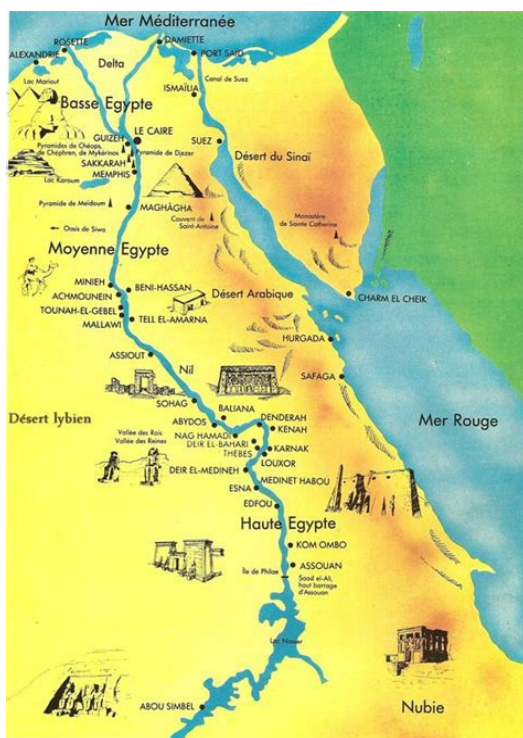 Mer Méditerranée
ROSETTE
DAMIETTE
ALEXANDRIE
PORT SAÏD
Delta
Lac Mariout
Canal de Suez
ISMAÏLIA
Basse Egypte
GUIZEH
LE CAIRE
SUEZ
Pyramides de Chéops,
de Chéphren, de Mykérinos
Pyramide de Djezer
Désert du Sinaï
SAKKARAH
MEMPHIS
Lac Karoum
Pyramide de Meïdoum
MAGHÂGHA
Couvent de
Saint-Antoine
Monastère
de Sainte Catherine
Oasis de Siwa
Moyenne Egypte
MINIEH
BENI-HASSAN
Désert Arabique
CHARM EL CHEIK
ACHMOUNEIN
TOUNAH-EL-GEBEL
MALLAWI
TELL EL-AMARNA
HURGADA
ASSIOUT
Nil
SAFAGA
SOHAG
BALIANA
Désert lybien
ABYDOS
DENDERAH
KENAH
Mer Rouge
Vallée des Rois
Vallée des Reines
NAG HAMADI
DEIR EL-BAHARI
THÈBES
KARNAK
LOUXOR
DEIR EL-MEDINEH
MEDINET HABOU
ESNA
EDFOU
Haute Egypte
KOM OMBO
ASSOUAN
Île de Philae
Saad el-Ali,
haut barrage
d'Assouan
Lac Nasser
ABOU SIMBEL
Nubie